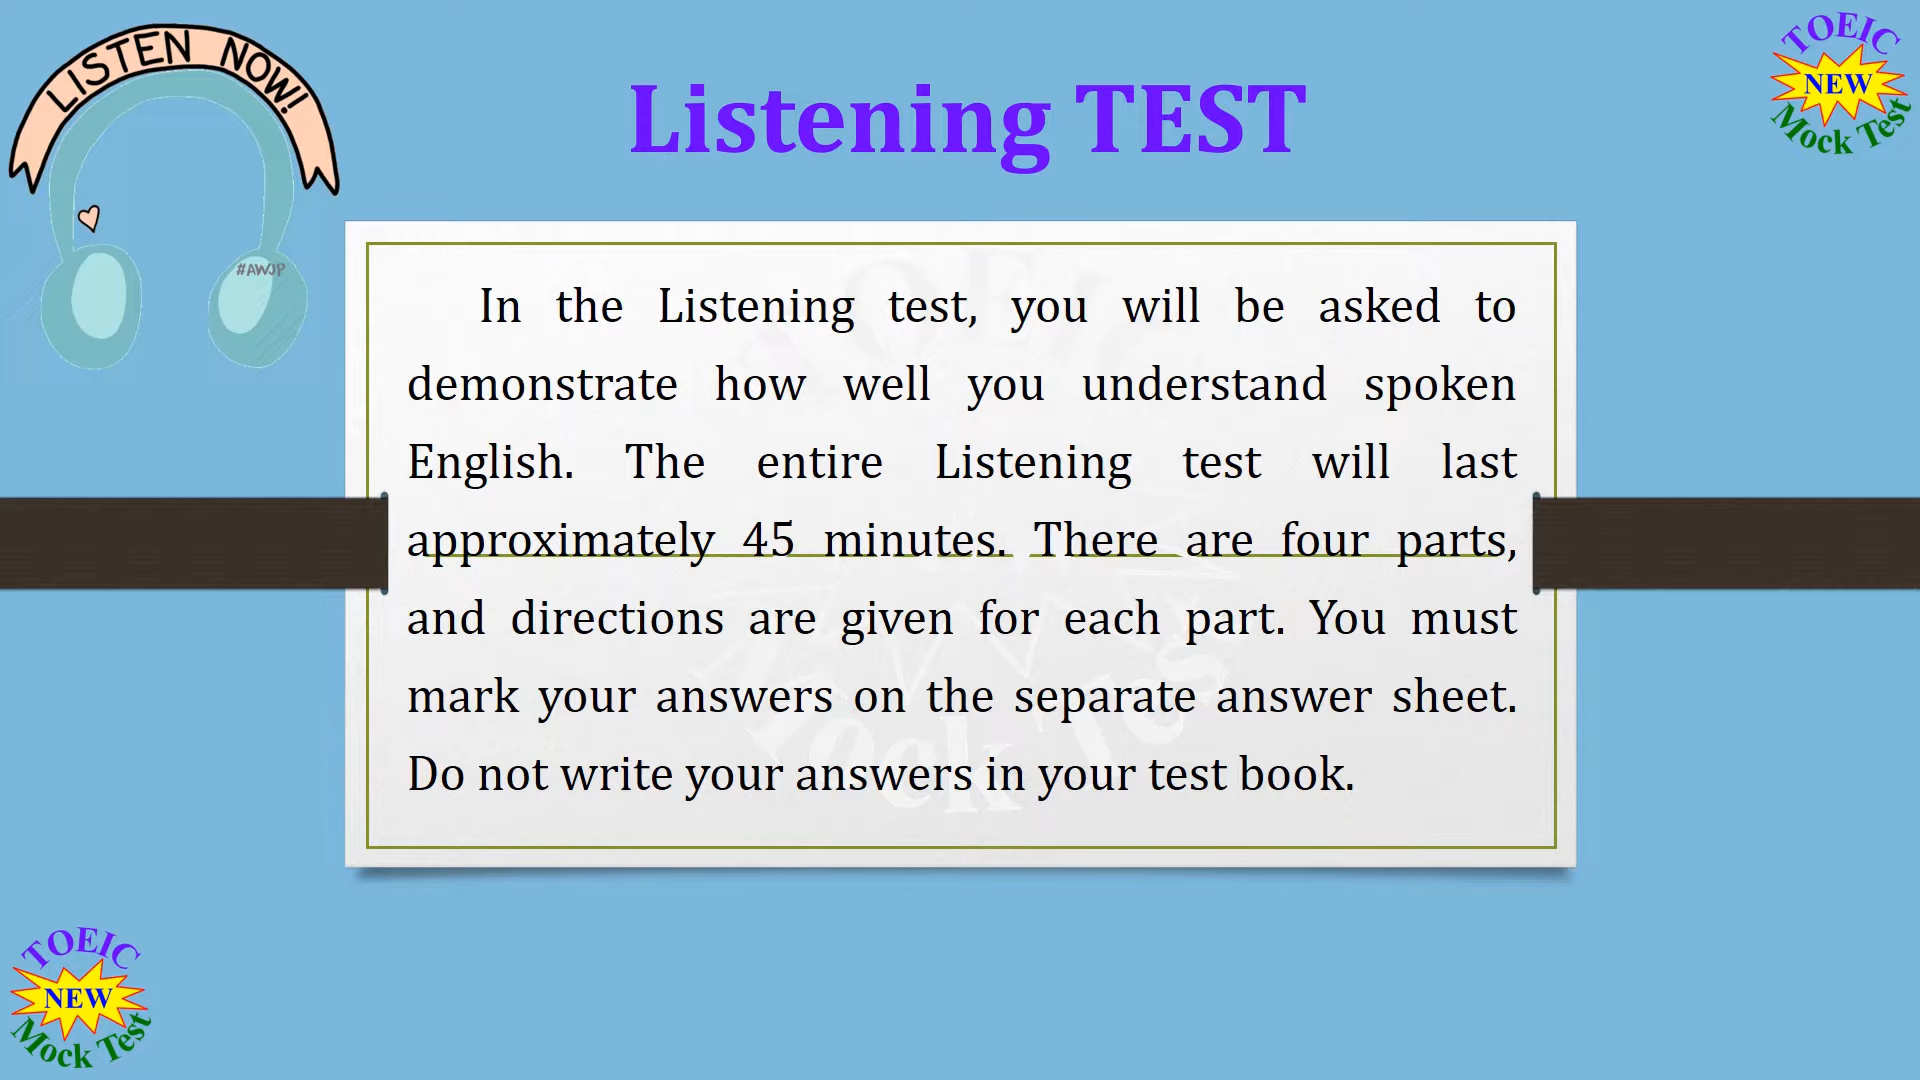 LISTEN NOW!
#AWJP
Listening TEST
TOEIC
NEW
Mock Test
In the Listening test, you will be asked to
demonstrate how well you understand spoken
English. The entire Listening test will last
approximately 45 minutes. There are four parts,
and directions are given for each part. You must
mark your answers on the separate answer sheet.
Do not write your answers in your test book.
TOEIC
NEW
Mock Test